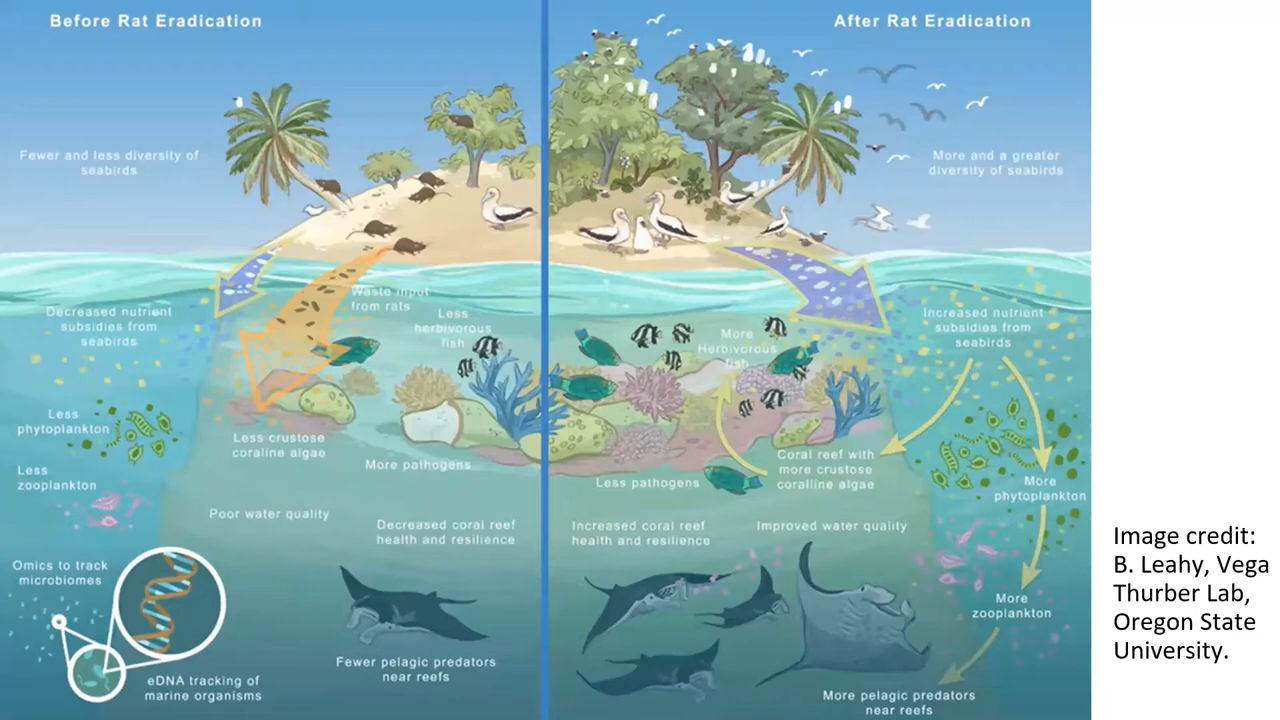 Before Rat Eradication
Fewer and less diversity of
seabirds
Waste input
from rats
Decreased nutrient
subsidies from
seabirds
Less
herbivorous
fish
Less
phytoplankton
Less
zooplankton
Less crustose
coraline algae
More pathogens
Poor water quality
Decreased coral reef
health and resilience
Omics to track
microbiomes
eDNA tracking of
marine organisms
Fewer pelagic predators
near reefs
After Rat Eradication
More and a greater
diversity of seabirds
Increased nutrient
subsidies from
seabirds
More
Herbivorous
fish
Coral reef with
more crustose
coralline algae
Less pathogens
More
phytoplankton
Increased coral reef
health and resilience
Improved water quality
More
zooplankton
More pelagic predators
near reefs
Image credit:
B. Leahy, Vega
Thurber Lab,
Oregon State
University.